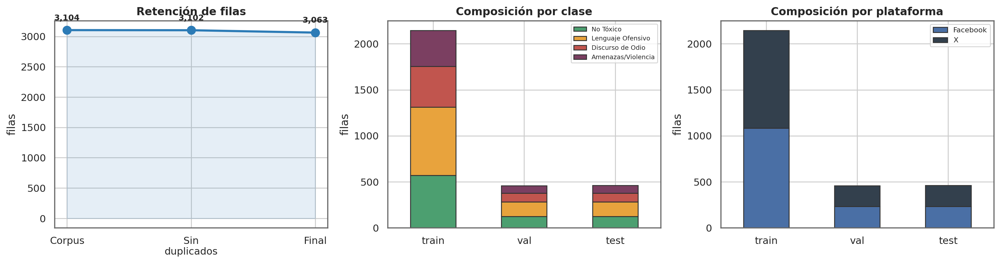 Retención de filas
3,104
3,102
3,063
3000
2500
2000
1500
1000
500
0
filas
Corpus
Sin
duplicados
Final
Composición por clase
No Tóxico
Lenguaje Ofensivo
Discurso de Odio
Amenazas/Violencia
2000
1500
1000
500
0
filas
train
val
test
Composición por plataforma
Facebook
X
2000
1500
1000
500
0
filas
train
val
test